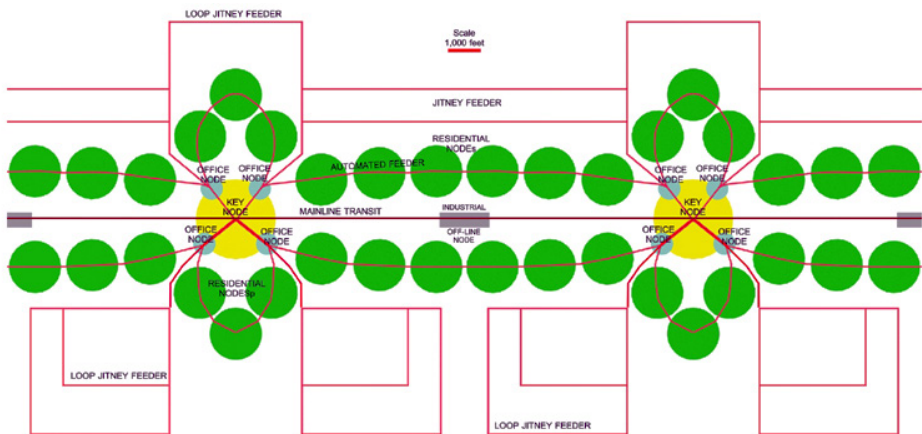 LOOP JITNEY FEEDER
Scale
1,000 feet
JITNEY FEEDER
RESIDENTIAL
NODEs
AUTOMATED FEEDER
OFFICE
NODE
OFFICE
NODE
OFFICE
NODE
OFFICE
NODE
KEY
NODE
MAINLINE TRANSIT
INDUSTRIAL
OFF-LINE
NODE
KEY
NODE
OFFICE
NODE
OFFICE
NODE
OFFICE
NODE
OFFICE
NODE
RESIDENTIAL
NODESp
LOOP JITNEY FEEDER
LOOP JITNEY FEEDER